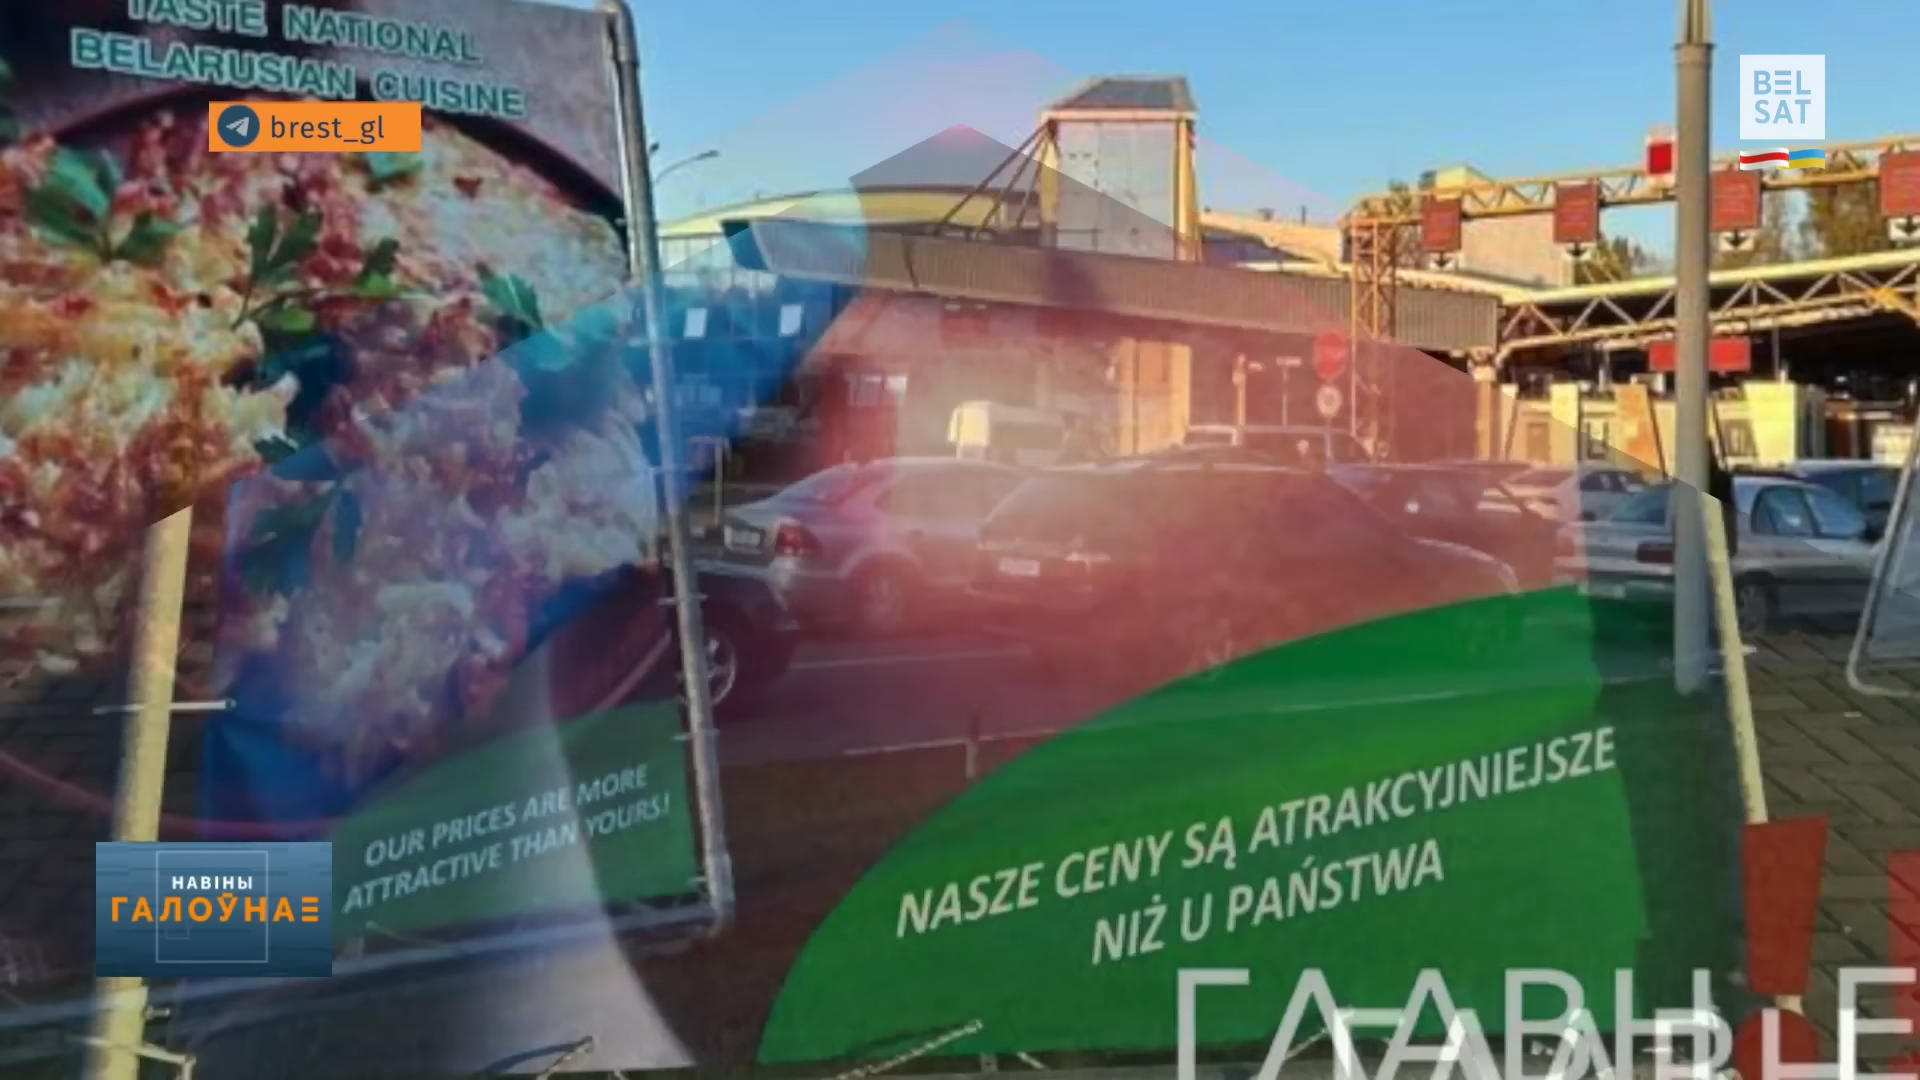 TASTE NATIONAL
BELARUSIAN CUISINE
brest_gl
BEL
SAT
OUR PRICES ARE MORE
ATTRACTIVE THAN YOURS!
NASZE CENY SĄ ATRAKCYJNIEJSZE
NIŻ U PAŃSTWA
НАВІНЫ
ГАЛОЎНАЕ